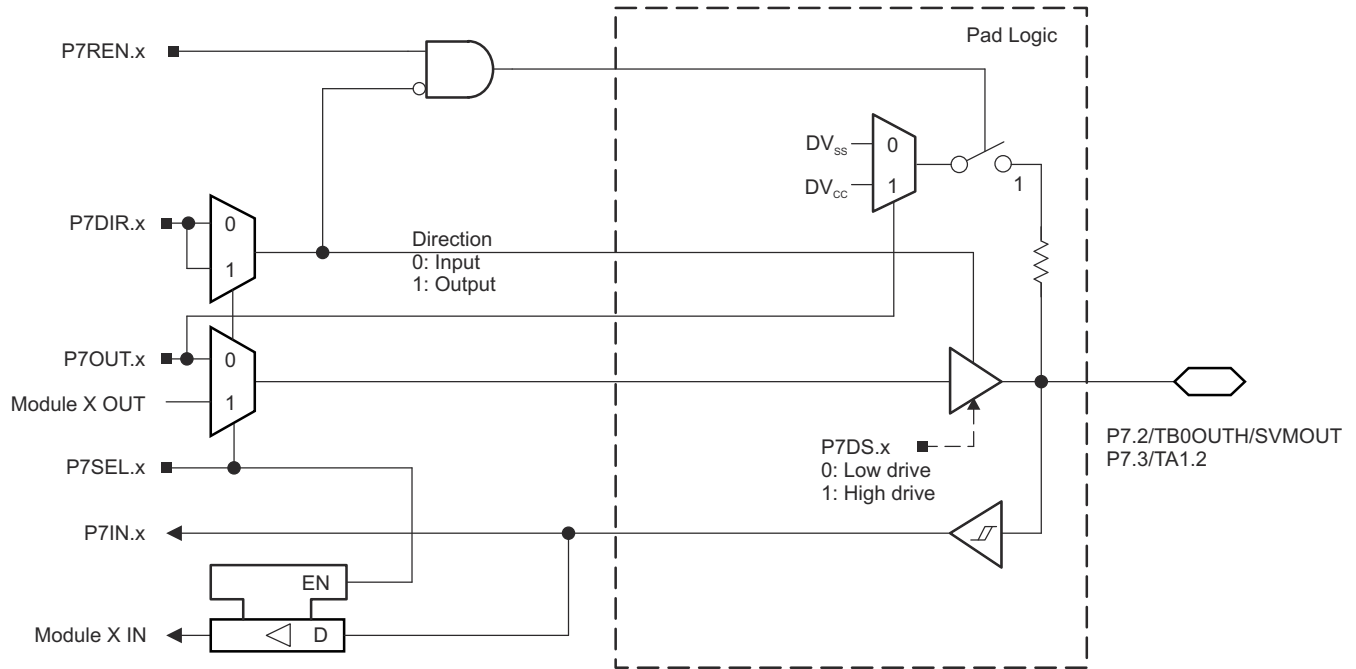 Pad Logic
P7REN.x
DVSS
0
DVCC
1
1
P7DIR.x
0
1
Direction
0: Input
1: Output
P7OUT.x
0
Module X OUT
1
P7DS.x
0: Low drive
1: High drive
P7.2/TB0OUTH/SVMOUT
P7.3/TA1.2
P7SEL.x
P7IN.x
EN
Module X IN
D